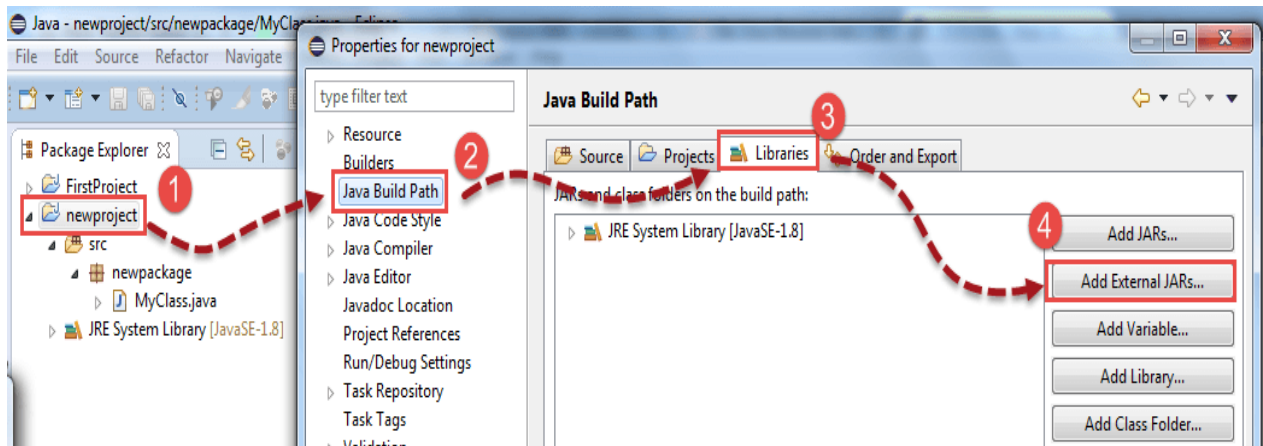 Java - newproject/src/newpackage/MyCla
File Edit Source Refactor Navigate
Package Explorer
FirstProject
1
newproject
src
newpackage
MyClass.java
JRE System Library [JavaSE-1.8]
Properties for newproject
type filter text
Resource
Builders
2
Java Build Path
Java Code Style
Java Compiler
Java Editor
Javadoc Location
Project References
Run/Debug Settings
Task Repository
Task Tags
Validation
Java Build Path
3
Source Projects Libraries Order and Export
JARs and class folders on the build path:
JRE System Library [JavaSE-1.8]
4
Add JARs...
Add External JARs...
Add Variable...
Add Library...
Add Class Folder...